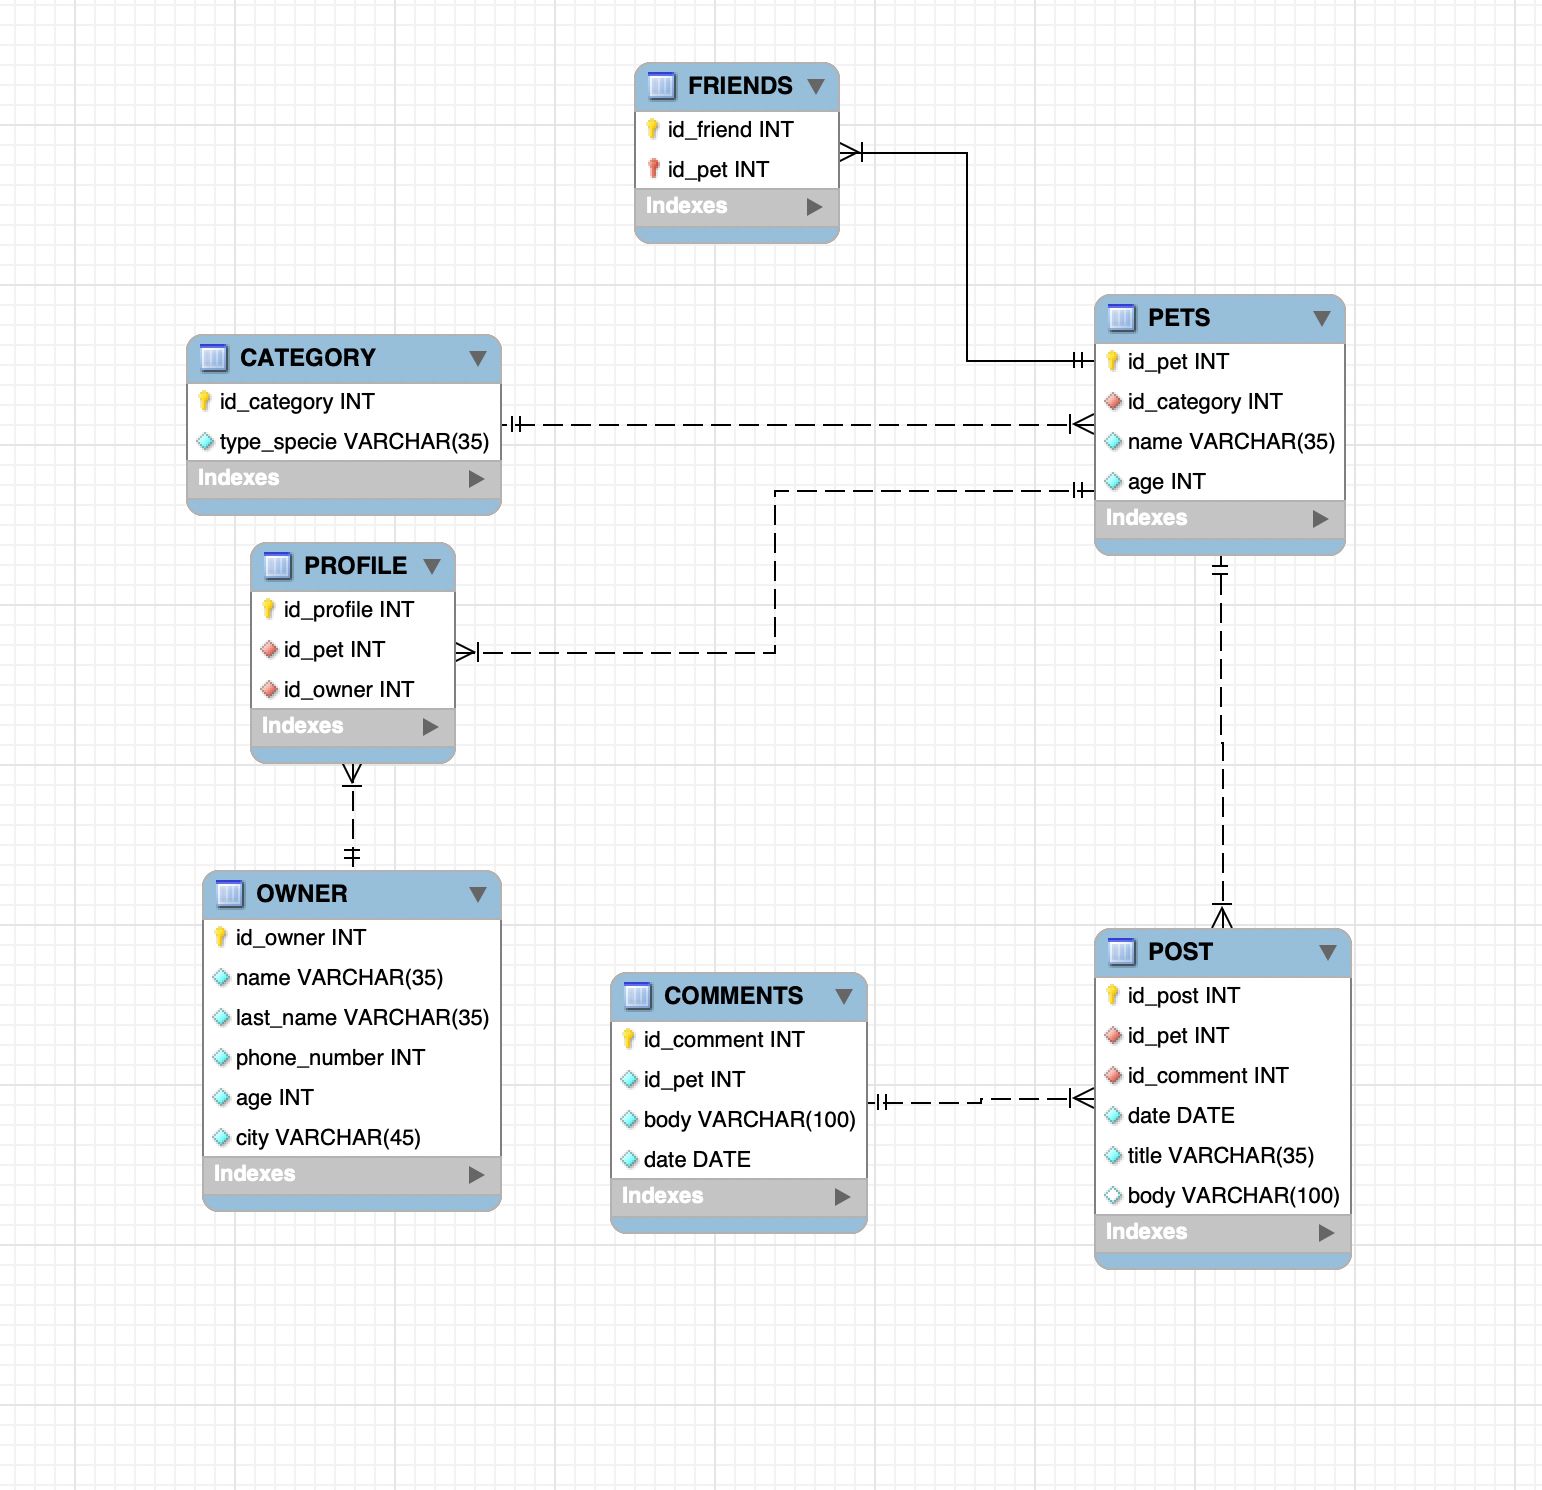 FRIENDS
id_friend INT
id_pet INT
Indexes
PETS
id_pet INT
id_category INT
name VARCHAR(35)
age INT
Indexes
CATEGORY
id_category INT
type_specie VARCHAR(35)
Indexes
PROFILE
id_profile INT
id_pet INT
id_owner INT
Indexes
OWNER
id_owner INT
name VARCHAR(35)
last_name VARCHAR(35)
phone_number INT
age INT
city VARCHAR(45)
Indexes
COMMENTS
id_comment INT
id_pet INT
body VARCHAR(100)
date DATE
Indexes
POST
id_post INT
id_pet INT
id_comment INT
date DATE
title VARCHAR(35)
body VARCHAR(100)
Indexes